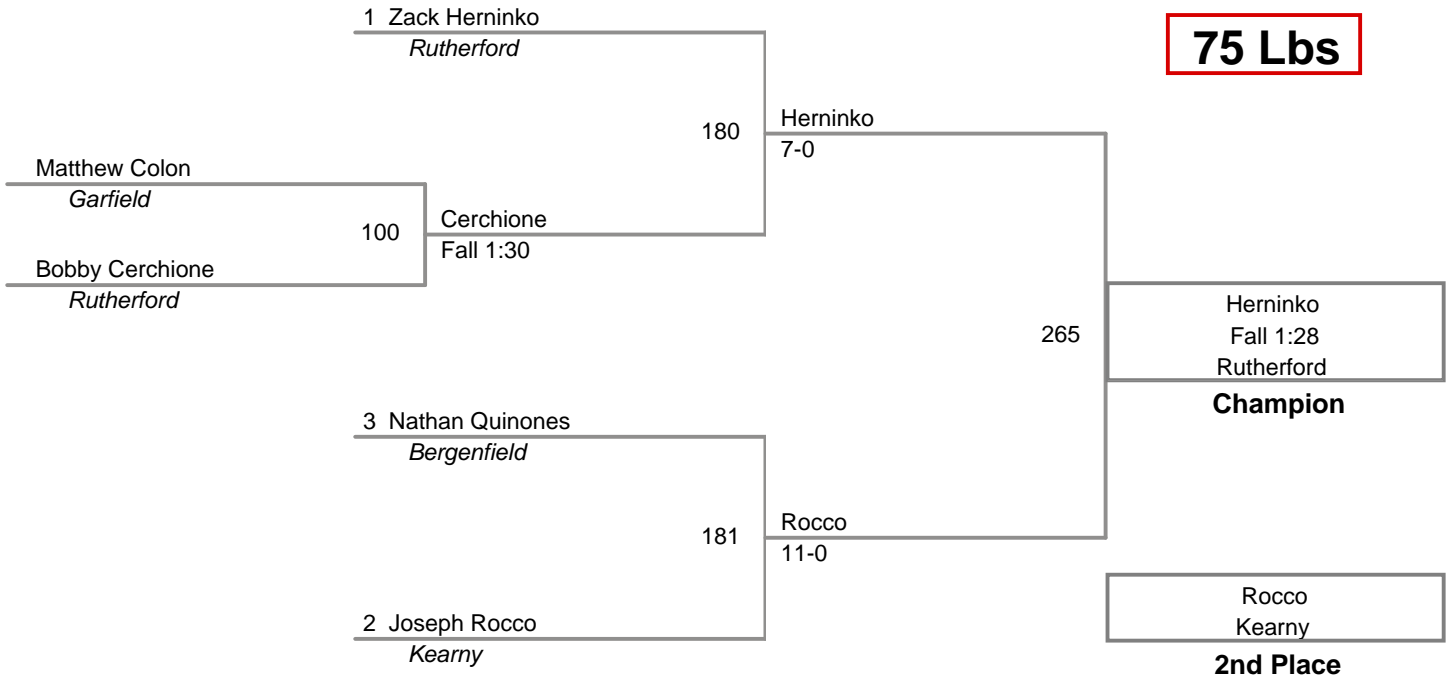 1 Zack Herninko
Rutherford
75 Lbs
180
Herninko
7-0
Matthew Colon
Garfield
100
Cerchione
Fall 1:30
Bobby Cerchione
Rutherford
265
Herninko
Fall 1:28
Rutherford
Champion
3 Nathan Quinones
Bergenfield
181
Rocco
11-0
2 Joseph Rocco
Kearny
Rocco
Kearny
2nd Place